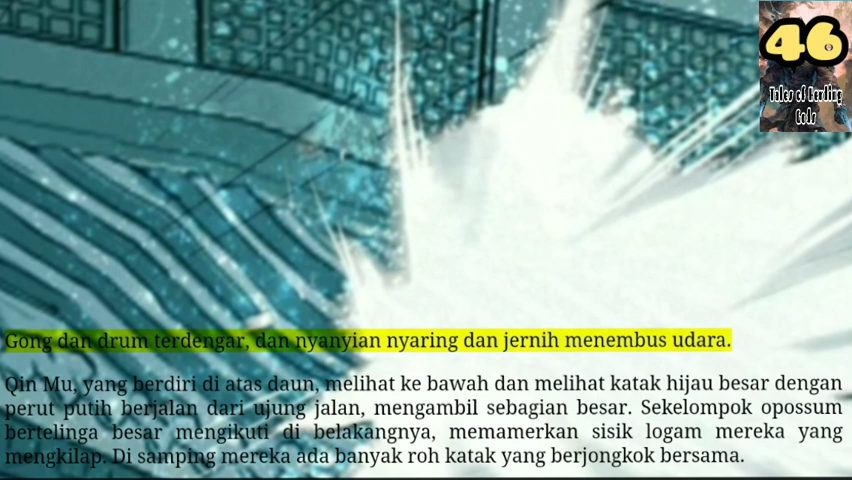 46
Tales of Herding
Gods
Gong dan drum terdengar, dan nyanyian nyaring dan jernih menembus udara.
Qin Mu, yang berdiri di atas daun, melihat ke bawah dan melihat katak hijau besar dengan
perut putih berjalan dari ujung jalan, mengambil sebagian besar. Sekelompok opossum
bertelinga besar mengikuti di belakangnya, memamerkan sisik logam mereka yang
mengkilap. Di samping mereka ada banyak roh katak yang berjongkok bersama.